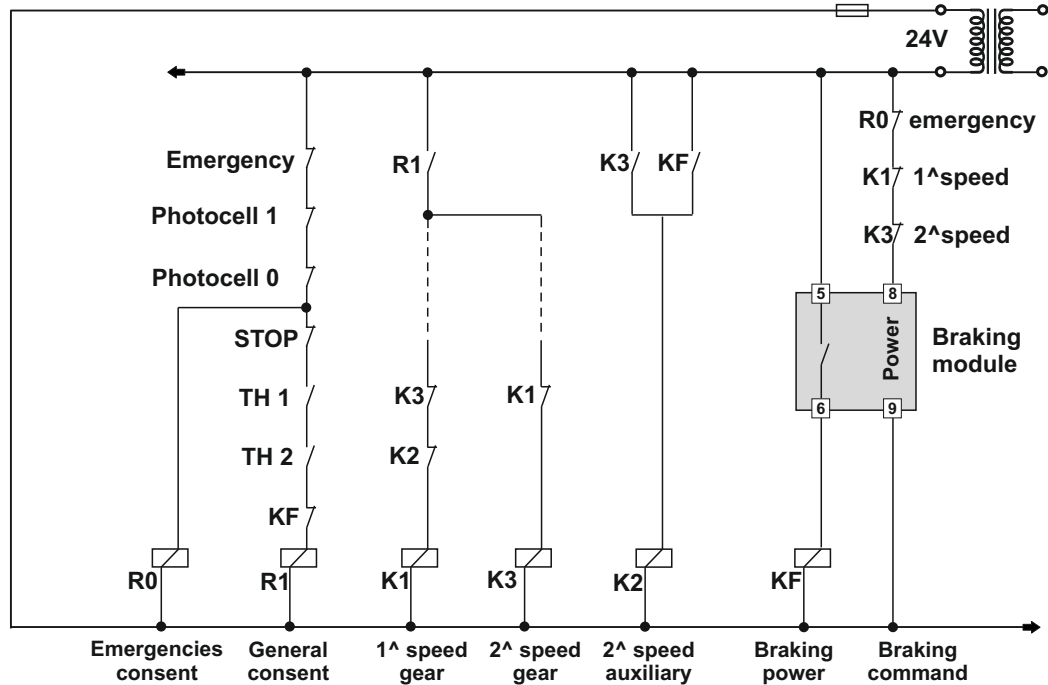 24V
R0 emergency
Emergency
R1
K3
KF
K1 1^speed
Photocell 1
K3 2^speed
Photocell 0
5
8
STOP
Power
Braking
module
TH 1
K3
K1
6
9
TH 2
K2
KF
R0
R1
K1
K3
K2
KF
Emergencies
consent
General
consent
1^ speed
gear
2^ speed
gear
2^ speed
auxiliary
Braking
power
Braking
command